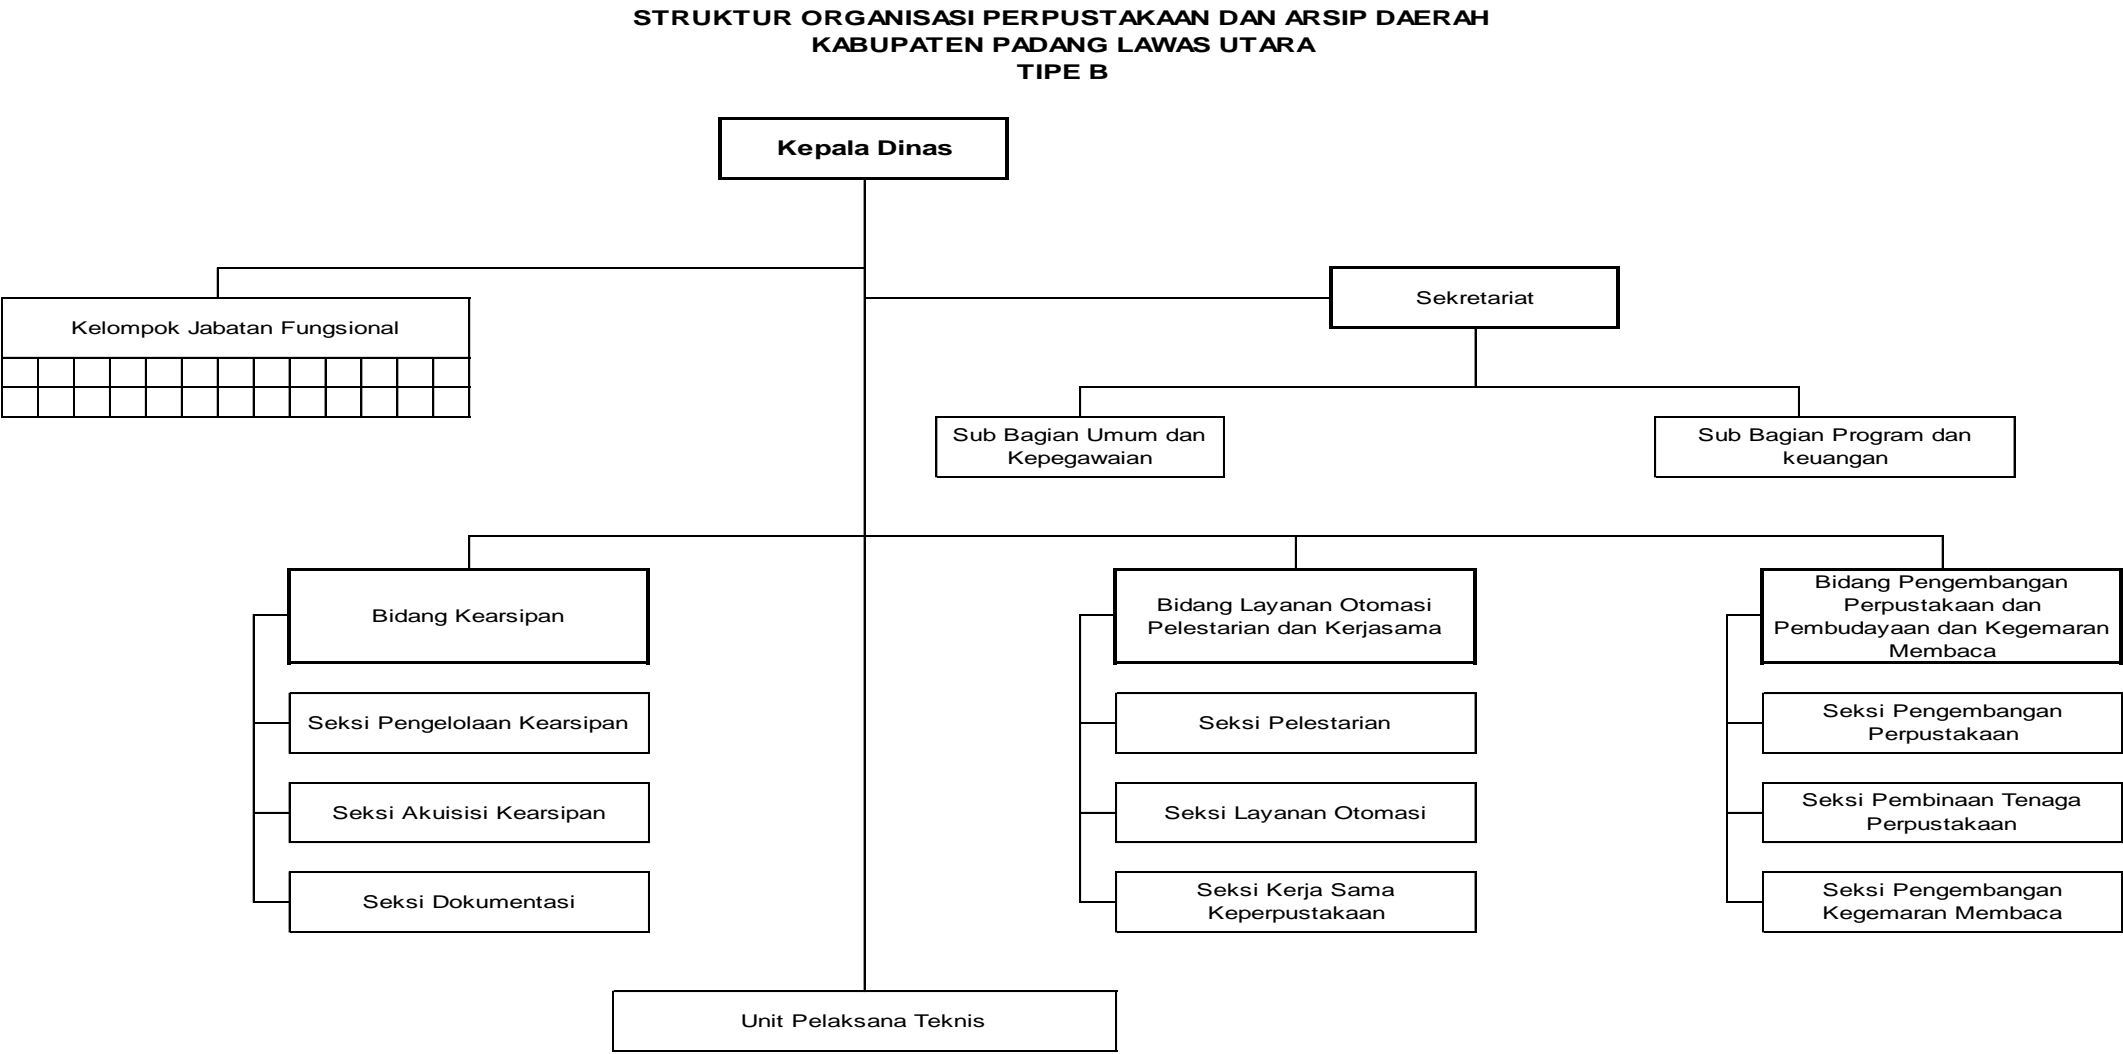 STRUKTUR ORGANISASI PERPUSTAKAAN DAN ARSIP DAERAH
KABUPATEN PADANG LAWAS UTARA
TIPE B
Kepala Dinas
Sekretariat
Kelompok Jabatan Fungsional
Sub Bagian Umum dan
Kepegawaian
Sub Bagian Program dan
keuangan
Bidang Kearsipan
Seksi Pengelolaan Kearsipan
Seksi Akuisisi Kearsipan
Seksi Dokumentasi
Bidang Layanan Otomasi
Pelestarian dan Kerjasama
Seksi Pelestarian
Seksi Layanan Otomasi
Seksi Kerja Sama
Keperpustakaan
Bidang Pengembangan
Perpustakaan dan
Pembudayaan dan Kegemaran
Membaca
Seksi Pengembangan
Perpustakaan
Seksi Pembinaan Tenaga
Perpustakaan
Seksi Pengembangan
Kegemaran Membaca
Unit Pelaksana Teknis